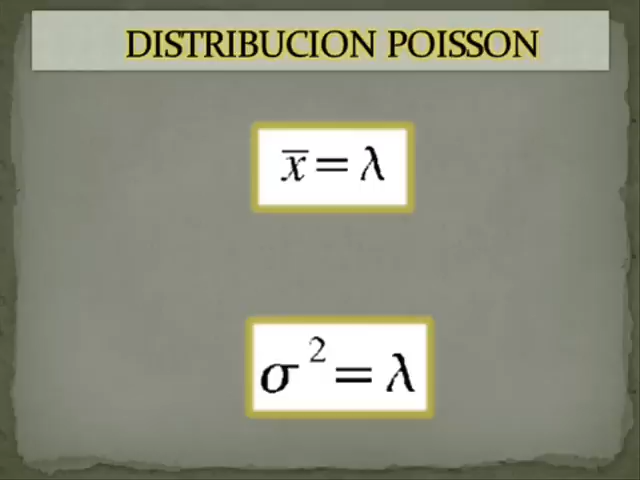 DISTRIBUCION POISSON
x̄ = λ
σ² = λ